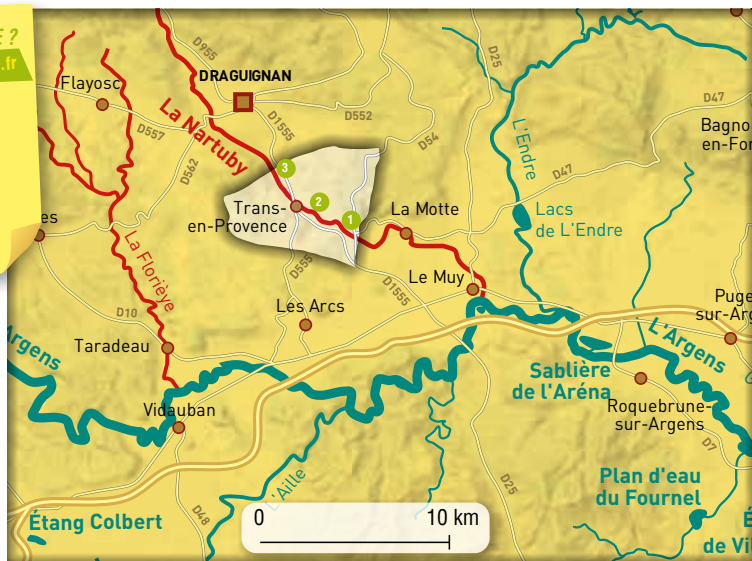 E ?
.fr
D955
D25
Flayosc
DRAGUIGNAN
D47
D557
La Nartuby
D1555
D552
D54
L'Endre
Bagno
en-For
D562
D47
3
2
1
Trans-
en-Provence
La Motte
Lacs
de L'Endre
es
La Florièye
D555
D1555
Le Muy
Puge
sur-Arg
D10
Les Arcs
Argens
Taradeau
L'Argens
Sablière
de l'Aréna
Roquebrune-
sur-Argens
Vidauban
D7
D48
L'Aille
D25
Plan d'eau
du Fournel
Étang Colbert
0 10 km
É
de Vil